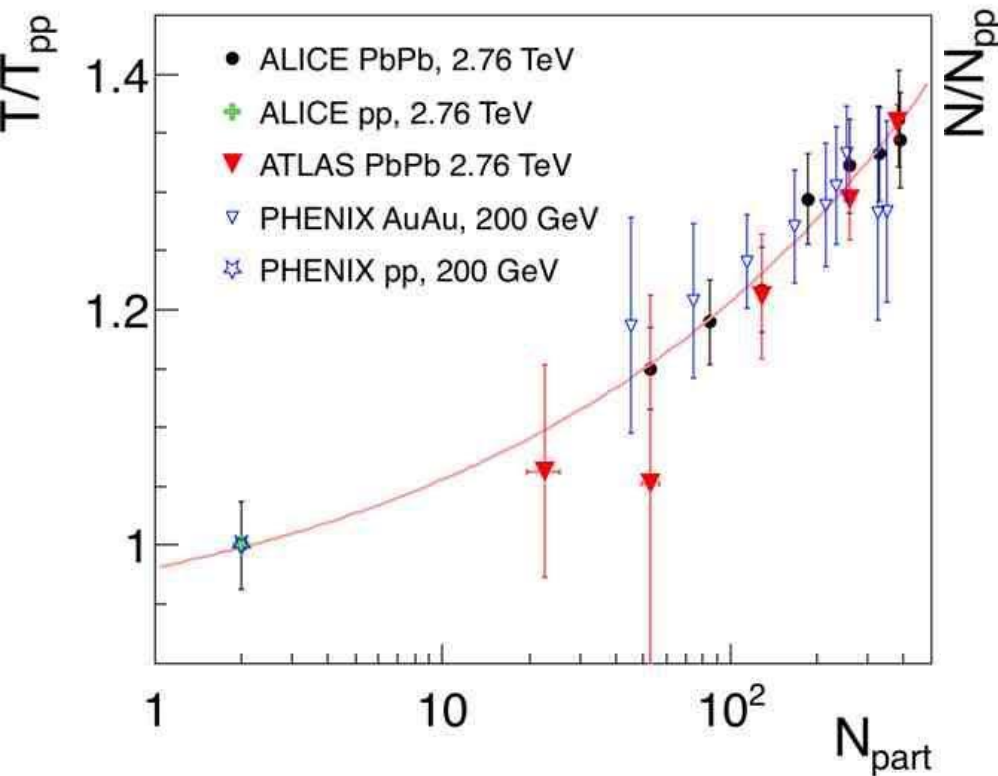 T/T_pp
N/N_pp
1.4
1.2
1
ALICE PbPb, 2.76 TeV
ALICE pp, 2.76 TeV
ATLAS PbPb 2.76 TeV
PHENIX AuAu, 200 GeV
PHENIX pp, 200 GeV
1 10 10²
N_part